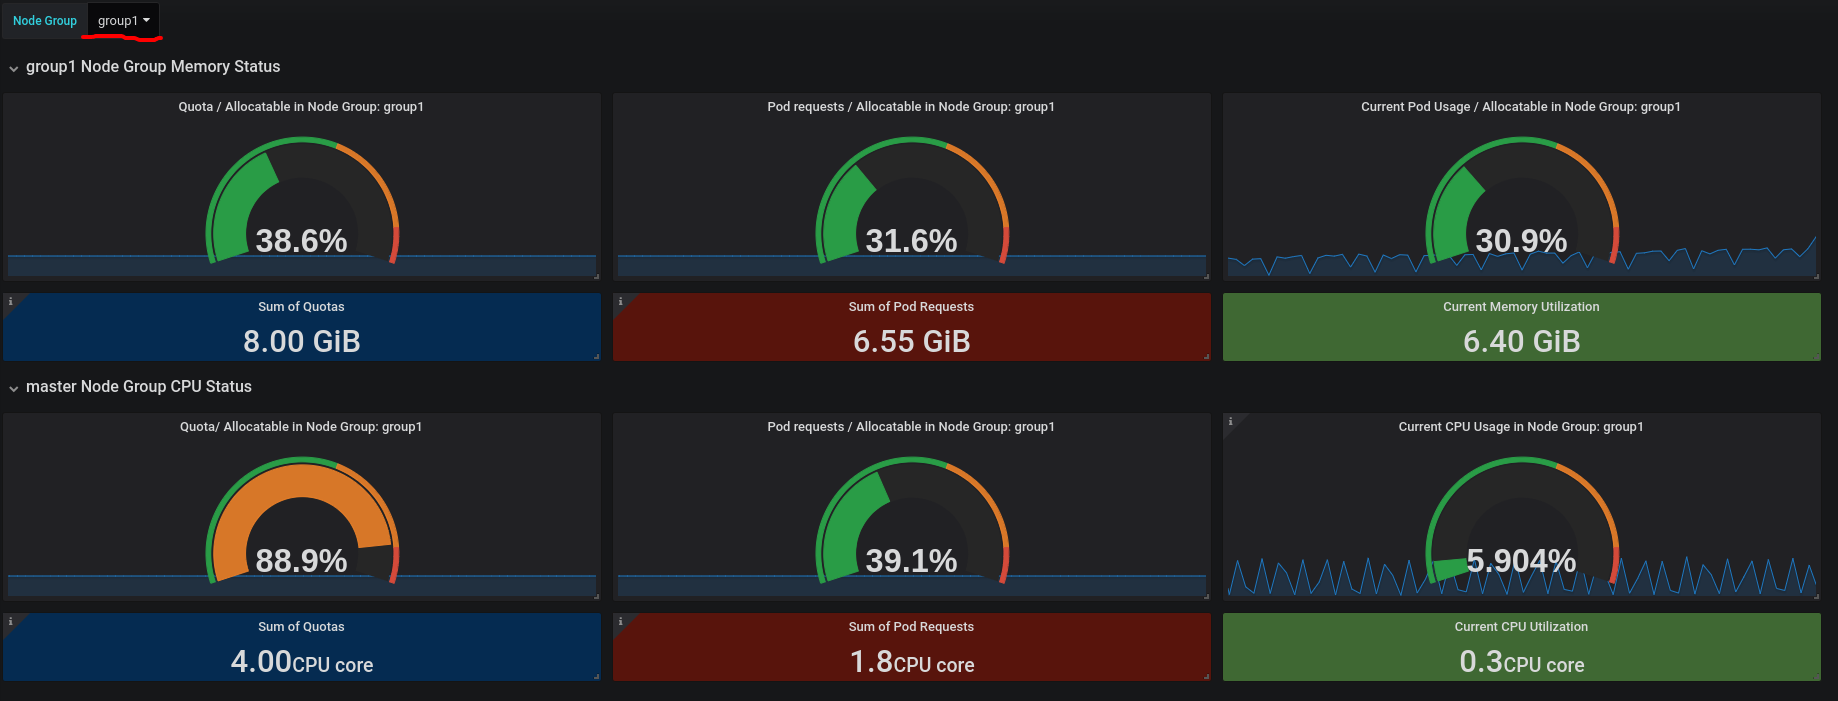 Node Group group1
group1 Node Group Memory Status
Quota / Allocatable in Node Group: group1
38.6%
Pod requests / Allocatable in Node Group: group1
31.6%
Current Pod Usage / Allocatable in Node Group: group1
30.9%
Sum of Quotas
8.00 GiB
Sum of Pod Requests
6.55 GiB
Current Memory Utilization
6.40 GiB
master Node Group CPU Status
Quota/ Allocatable in Node Group: group1
88.9%
Pod requests / Allocatable in Node Group: group1
39.1%
Current CPU Usage in Node Group: group1
5.904%
Sum of Quotas
4.00CPU core
Sum of Pod Requests
1.8CPU core
Current CPU Utilization
0.3CPU core